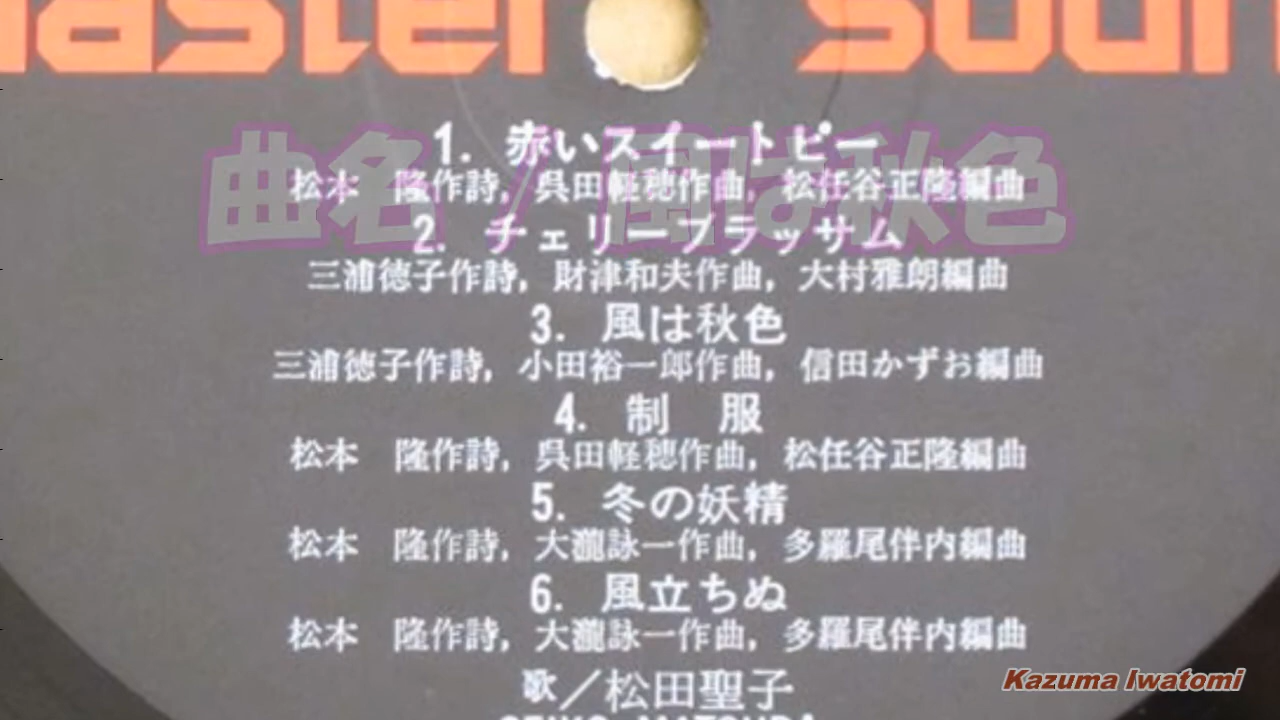 master sound
曲名 / 風は秋色
1. 赤いスイートピー
松本 隆作詩, 呉田軽穂作曲, 松任谷正隆編曲
2. チェリーブラッサム
三浦徳子作詩, 財津和夫作曲, 大村雅朗編曲
3. 風は秋色
三浦徳子作詩, 小田裕一郎作曲, 信田かずお編曲
4. 制 服
松本 隆作詩, 呉田軽穂作曲, 松任谷正隆編曲
5. 冬の妖精
松本 隆作詩, 大瀧詠一作曲, 多羅尾伴内編曲
6. 風立ちぬ
松本 隆作詩, 大瀧詠一作曲, 多羅尾伴内編曲
歌／松田聖子
SEIKO MATSUDA
Kazuma Iwatomi